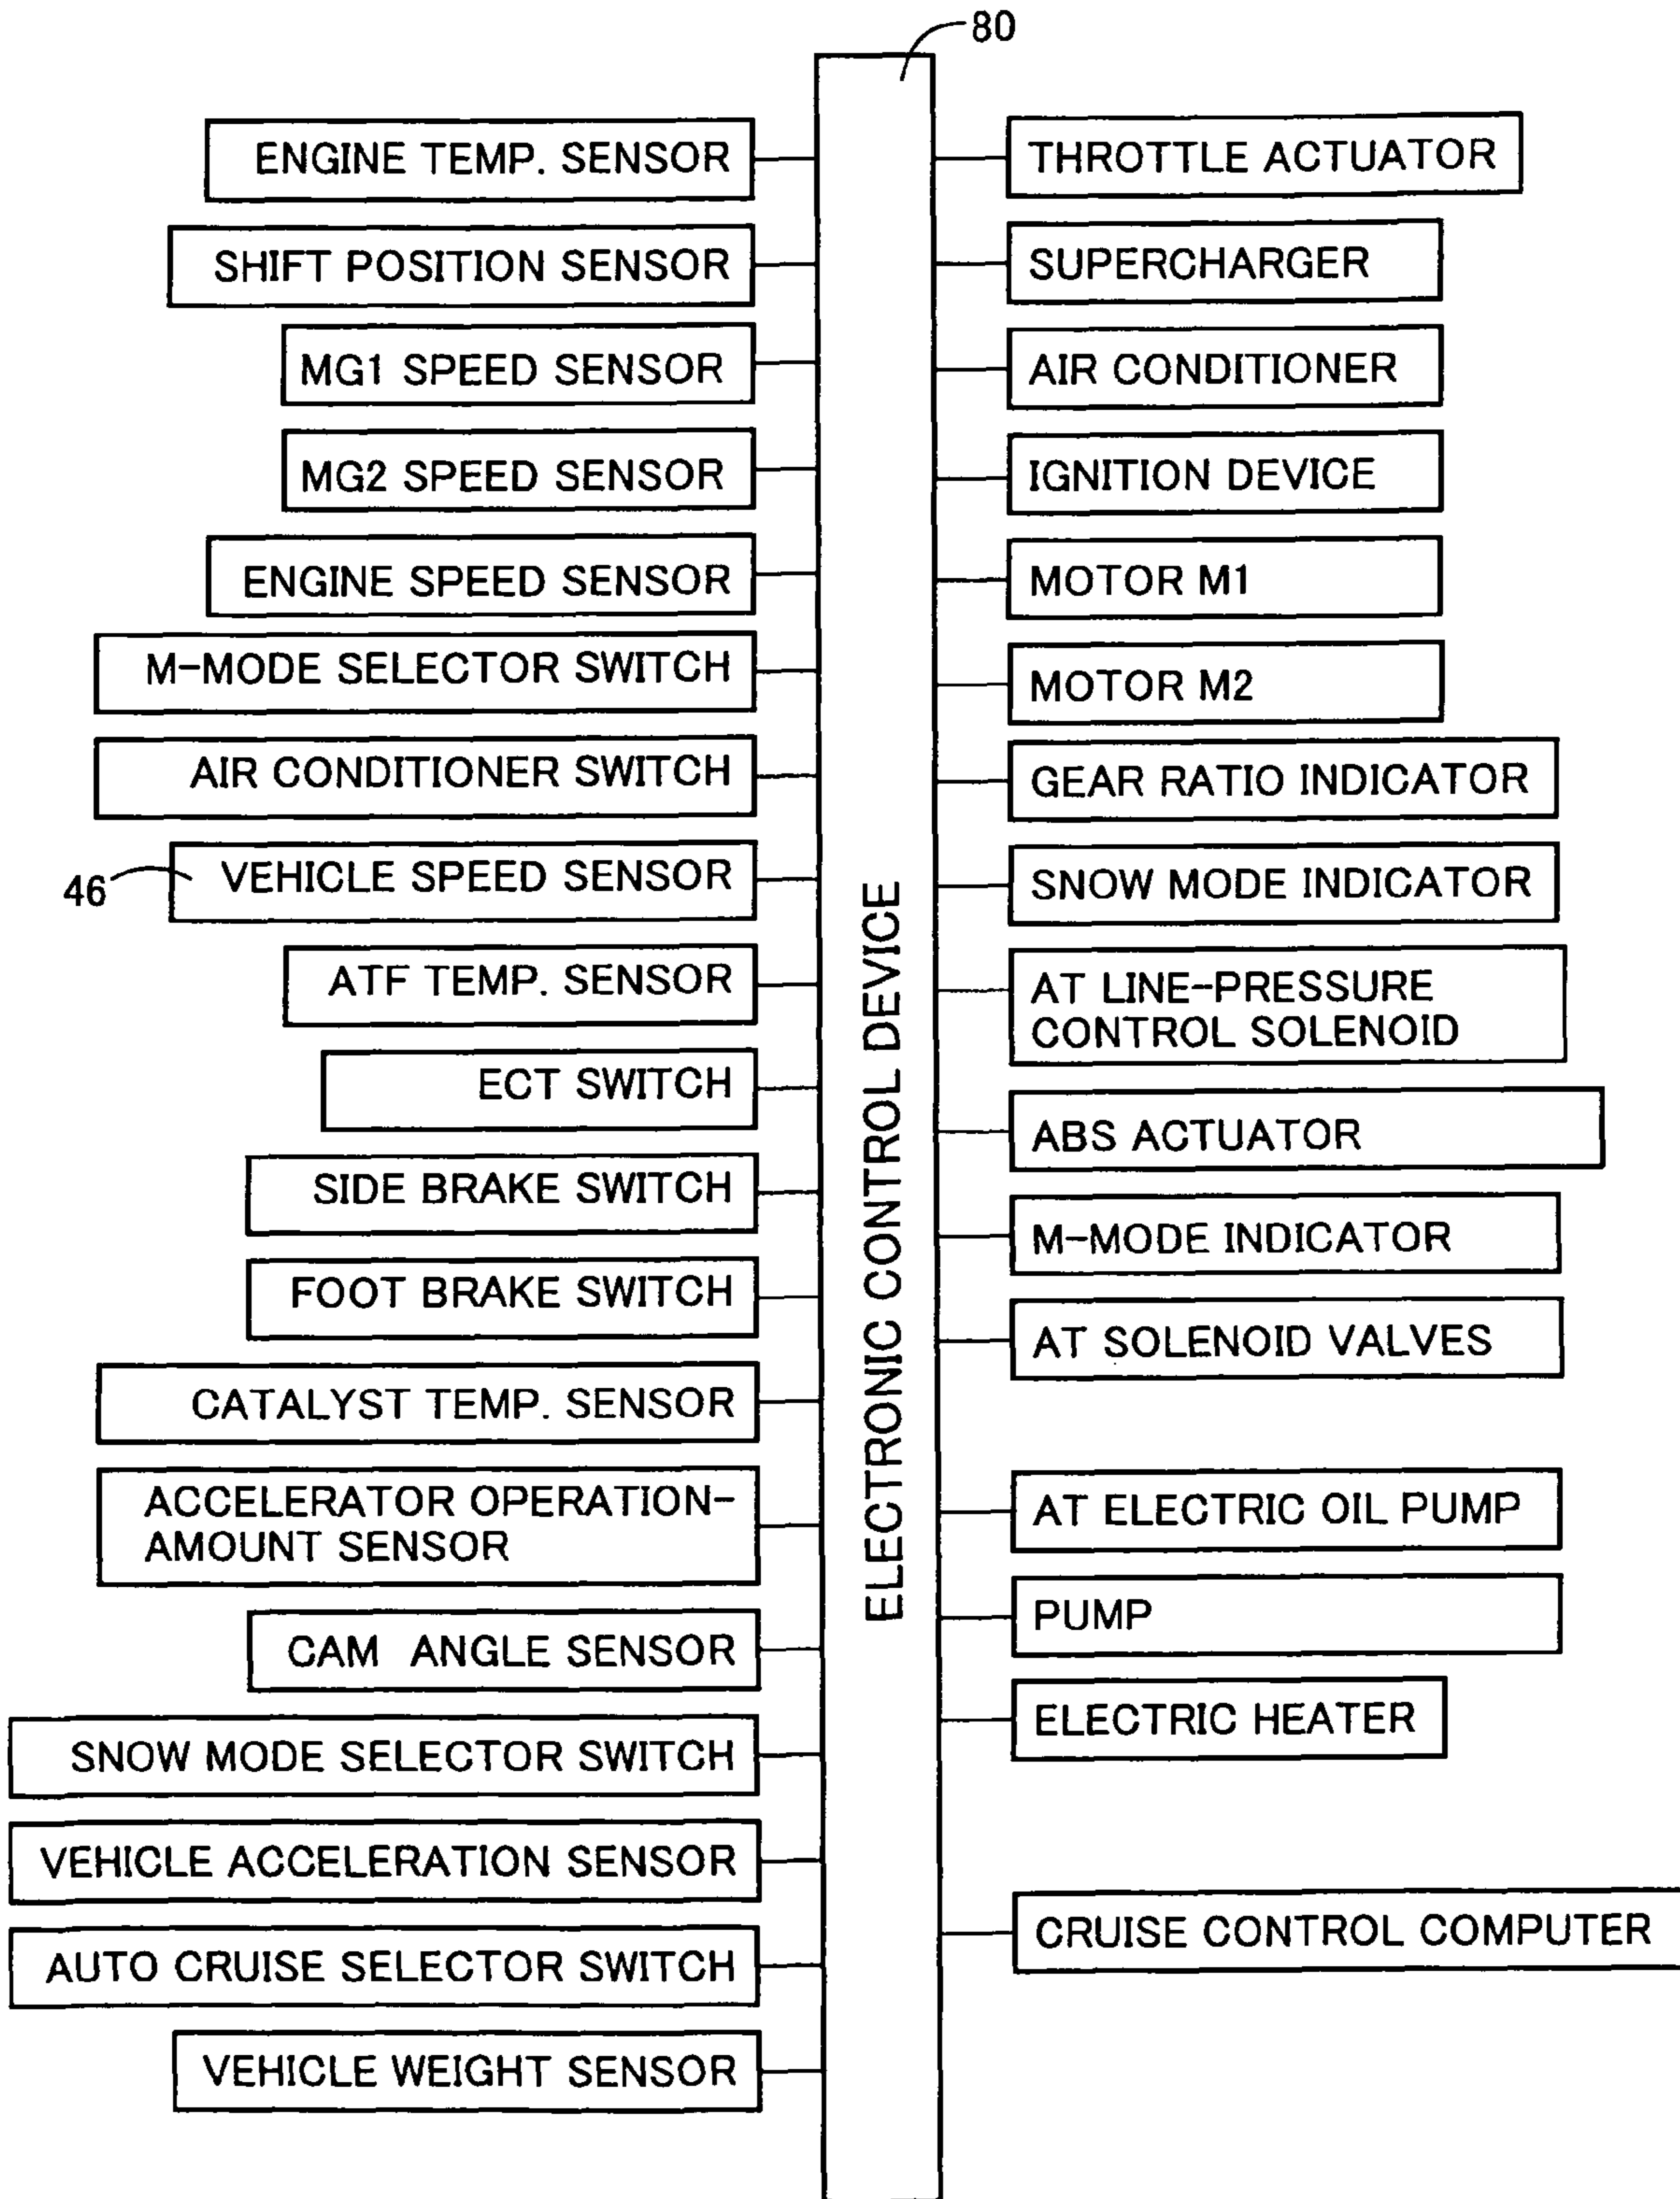 80
ENGINE TEMP. SENSOR
SHIFT POSITION SENSOR
MG1 SPEED SENSOR
MG2 SPEED SENSOR
ENGINE SPEED SENSOR
M-MODE SELECTOR SWITCH
AIR CONDITIONER SWITCH
46
VEHICLE SPEED SENSOR
ATF TEMP. SENSOR
ECT SWITCH
SIDE BRAKE SWITCH
FOOT BRAKE SWITCH
CATALYST TEMP. SENSOR
ACCELERATOR OPERATION-
AMOUNT SENSOR
CAM ANGLE SENSOR
SNOW MODE SELECTOR SWITCH
VEHICLE ACCELERATION SENSOR
AUTO CRUISE SELECTOR SWITCH
VEHICLE WEIGHT SENSOR
ELECTRONIC CONTROL DEVICE
THROTTLE ACTUATOR
SUPERCHARGER
AIR CONDITIONER
IGNITION DEVICE
MOTOR M1
MOTOR M2
GEAR RATIO INDICATOR
SNOW MODE INDICATOR
AT LINE-PRESSURE
CONTROL SOLENOID
ABS ACTUATOR
M-MODE INDICATOR
AT SOLENOID VALVES
AT ELECTRIC OIL PUMP
PUMP
ELECTRIC HEATER
CRUISE CONTROL COMPUTER